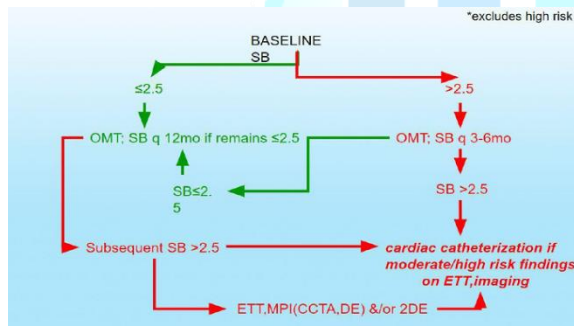 *excludes high risk
BASELINE
SB
≤2.5
>2.5
OMT; SB q 12mo if remains ≤2.5
OMT; SB q 3-6mo
SB≤2.
5
SB >2.5
Subsequent SB >2.5
cardiac catheterization if
moderate/high risk findings
on ETT,imaging
ETT,MPI(CCTA,DE) &/or 2DE